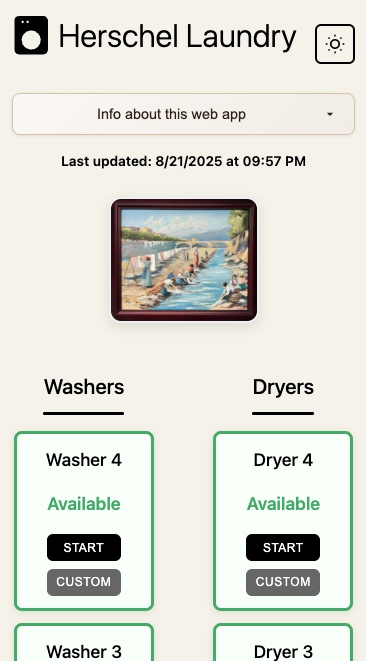 Herschel Laundry
Info about this web app
Last updated: 8/21/2025 at 09:57 PM
Washers
Dryers
Washer 4
Available
START
CUSTOM
Dryer 4
Available
START
CUSTOM
Washer 3
Dryer 3